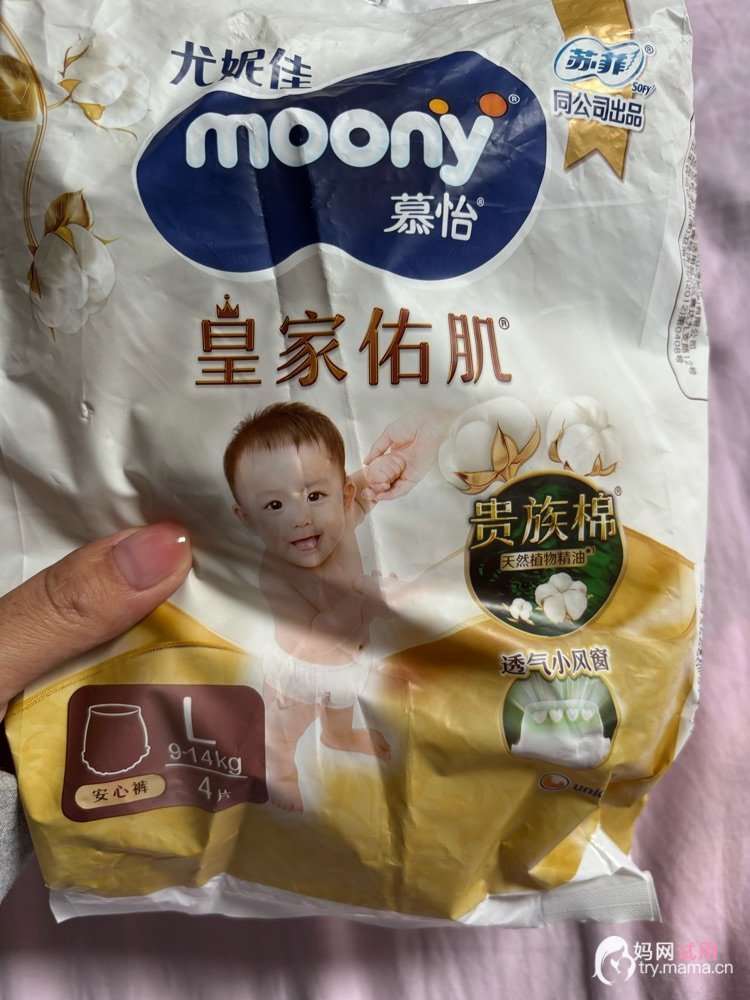 尤妮佳
moony®
慕怡®
苏菲®
SOFY
同公司出品
皇家佑肌®
贵族棉®
天然植物精油*1
透气小风窗
L
9-14kg
4片
安心裤
妈网试用
try.mama.cn